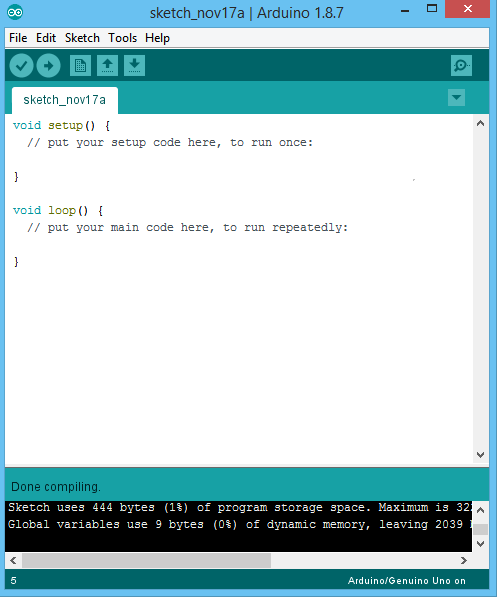 sketch_nov17a | Arduino 1.8.7
File Edit Sketch Tools Help
sketch_nov17a
void setup() {
// put your setup code here, to run once:
}
void loop() {
// put your main code here, to run repeatedly:
}
Done compiling.
Sketch uses 444 bytes (1%) of program storage space. Maximum is
Global variables use 9 bytes (0%) of dynamic memory, leaving 2039
5
Arduino/Genuino Uno on